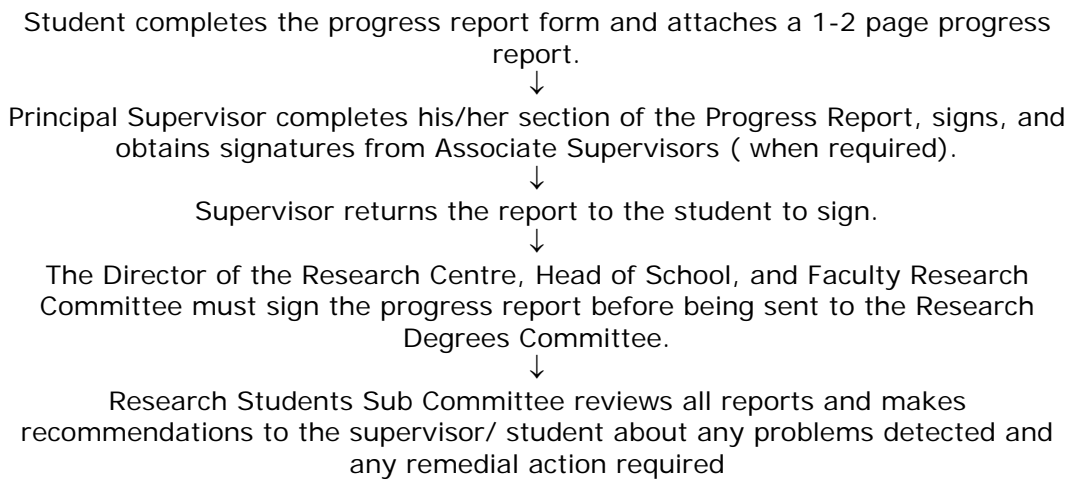 Student completes the progress report form and attaches a 1-2 page progress
report.
↓
Principal Supervisor completes his/her section of the Progress Report, signs, and
obtains signatures from Associate Supervisors ( when required).
↓
Supervisor returns the report to the student to sign.
↓
The Director of the Research Centre, Head of School, and Faculty Research
Committee must sign the progress report before being sent to the Research
Degrees Committee.
↓
Research Students Sub Committee reviews all reports and makes
recommendations to the supervisor/ student about any problems detected and
any remedial action required